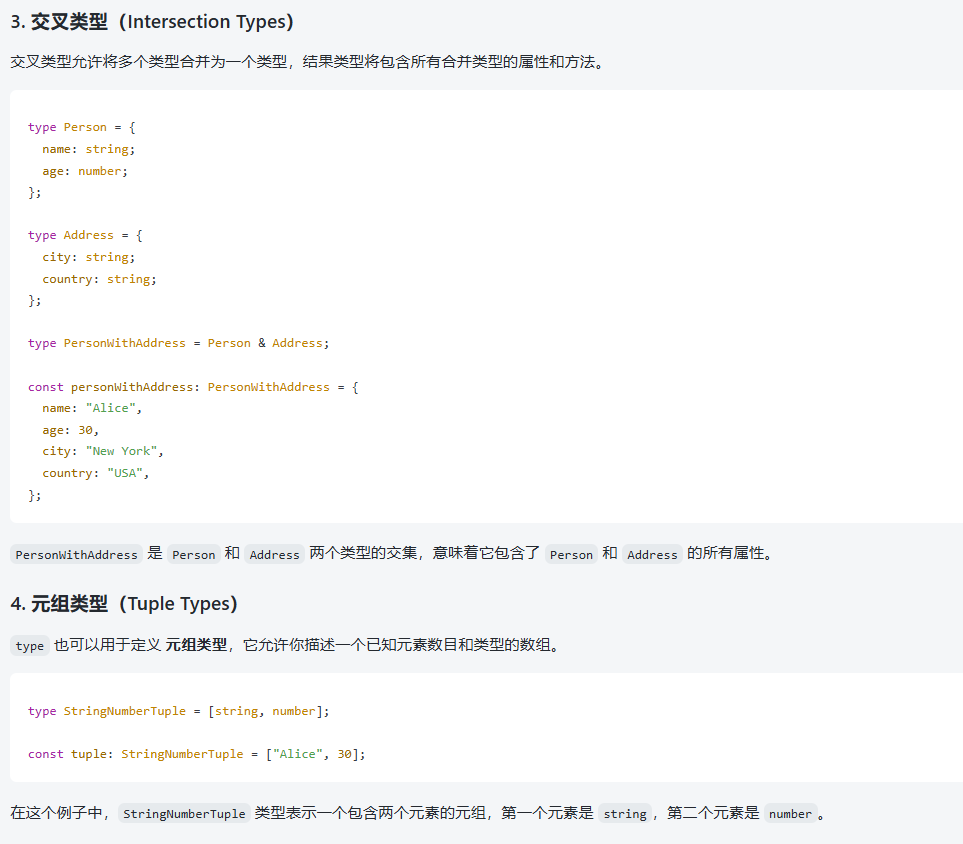 3. 交叉类型（Intersection Types）
交叉类型允许将多个类型合并为一个类型，结果类型将包含所有合并类型的属性和方法。
type Person = {
  name: string;
  age: number;
};
type Address = {
  city: string;
  country: string;
};
type PersonWithAddress = Person & Address;
const personWithAddress: PersonWithAddress = {
  name: "Alice",
  age: 30,
  city: "New York",
  country: "USA",
};
PersonWithAddress 是 Person 和 Address 两个类型的交集，意味着它包含了 Person 和 Address 的所有属性。
4. 元组类型（Tuple Types）
type 也可以用于定义 元组类型，它允许你描述一个已知元素数目和类型的数组。
type StringNumberTuple = [string, number];
const tuple: StringNumberTuple = ["Alice", 30];
在这个例子中，StringNumberTuple 类型表示一个包含两个元素的元组，第一个元素是 string，第二个元素是 number。